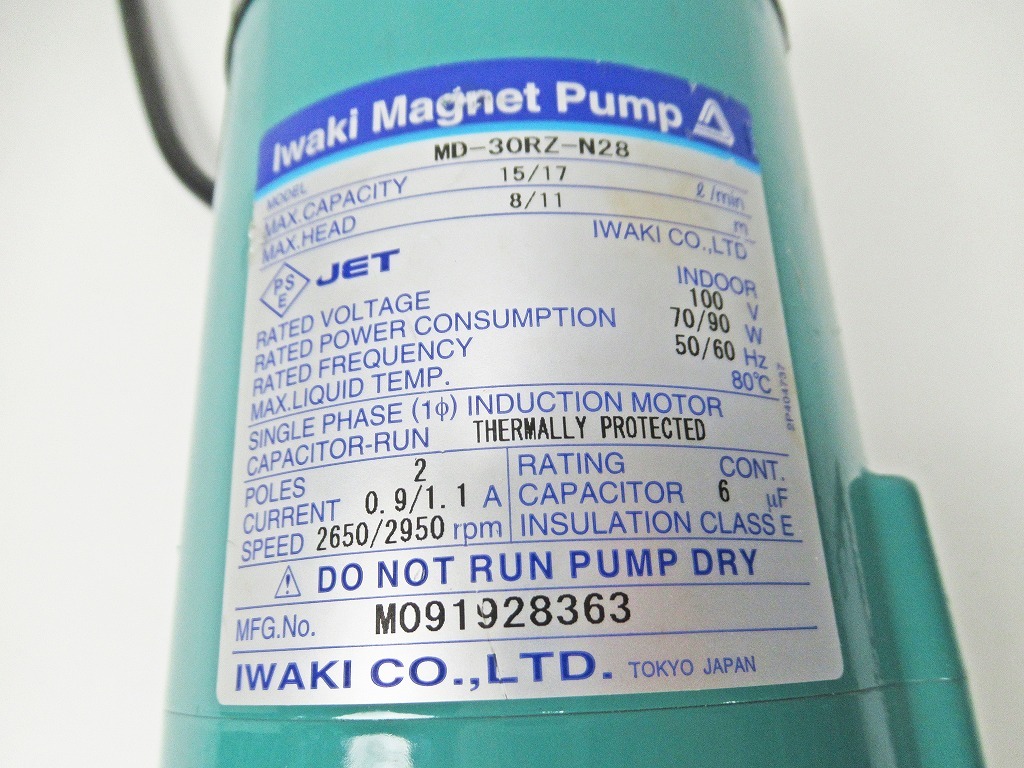 Iwaki Magnet Pump
MODEL MD-30RZ-N28
MAX.CAPACITY 15/17 ℓ/min
MAX.HEAD 8/11 m
IWAKI CO.,LTD
PSE JET INDOOR
RATED VOLTAGE 100 V
RATED POWER CONSUMPTION 70/90 W
RATED FREQUENCY 50/60 Hz
MAX.LIQUID TEMP. 80℃
SINGLE PHASE (1φ) INDUCTION MOTOR
CAPACITOR-RUN THERMALLY PROTECTED
POLES 2 RATING CONT.
CURRENT 0.9/1.1 A CAPACITOR 6 μF
SPEED 2650/2950 rpm INSULATION CLASS E
DO NOT RUN PUMP DRY
MFG.No. M091928363
IWAKI CO.,LTD. TOKYO JAPAN